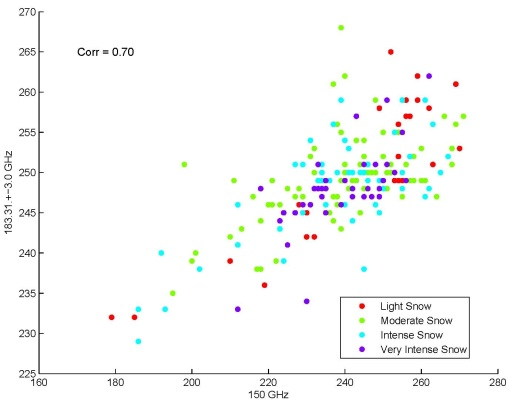 270
265
260
255
250
245
240
235
230
225
183.31.+−3.0 GHz
Corr = 0.70
Light Snow
Moderate Snow
Intense Snow
Very Intense Snow
160 180 200 220 240 260 280
150 GHz